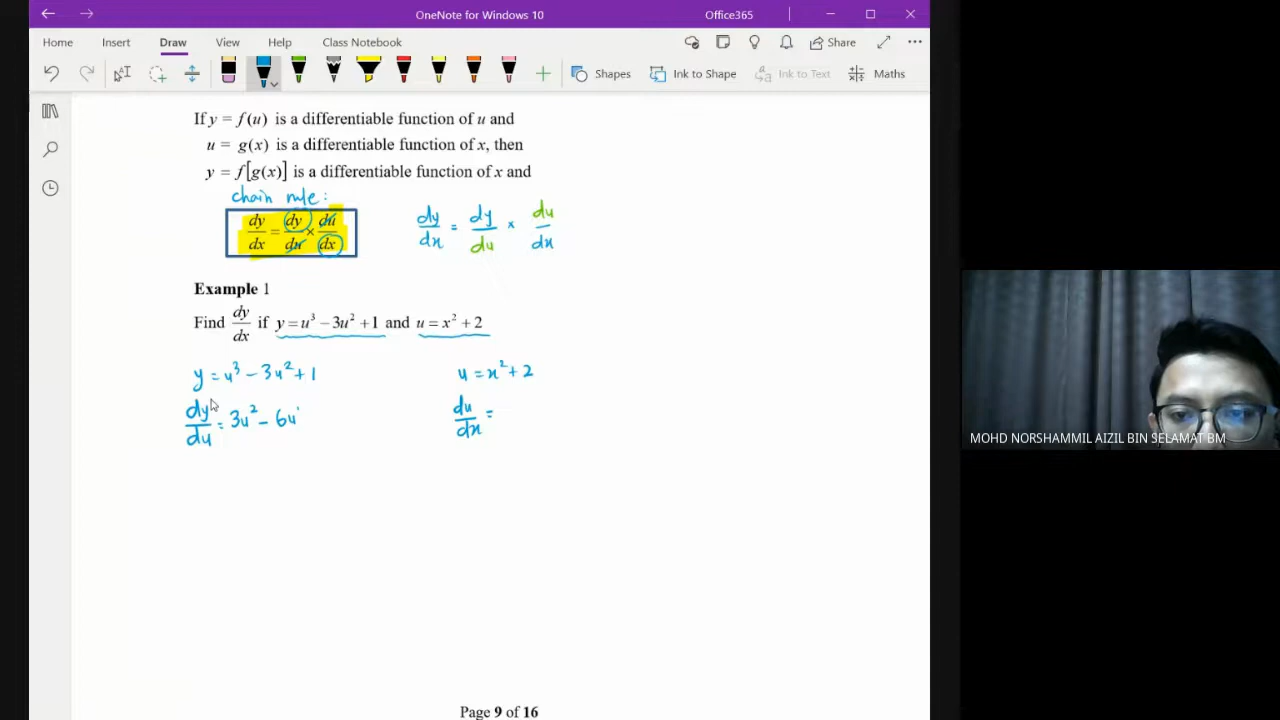 OneNote for Windows 10 Office365
Home Insert Draw View Help Class Notebook Share
Shapes Ink to Shape Ink to Text Maths
If y = f(u) is a differentiable function of u and
u = g(x) is a differentiable function of x, then
y = f[g(x)] is a differentiable function of x and
chain rule:
dy/dx = dy/du × du/dx dy/dx = dy/du × du/dx
Example 1
Find dy/dx if y = u³ − 3u² + 1 and u = x² + 2
y = u³ − 3u² + 1 u = x² + 2
dy/du = 3u² − 6u' du/dx =
MOHD NORSHAMMIL AIZIL BIN SELAMAT BM
Page 9 of 16